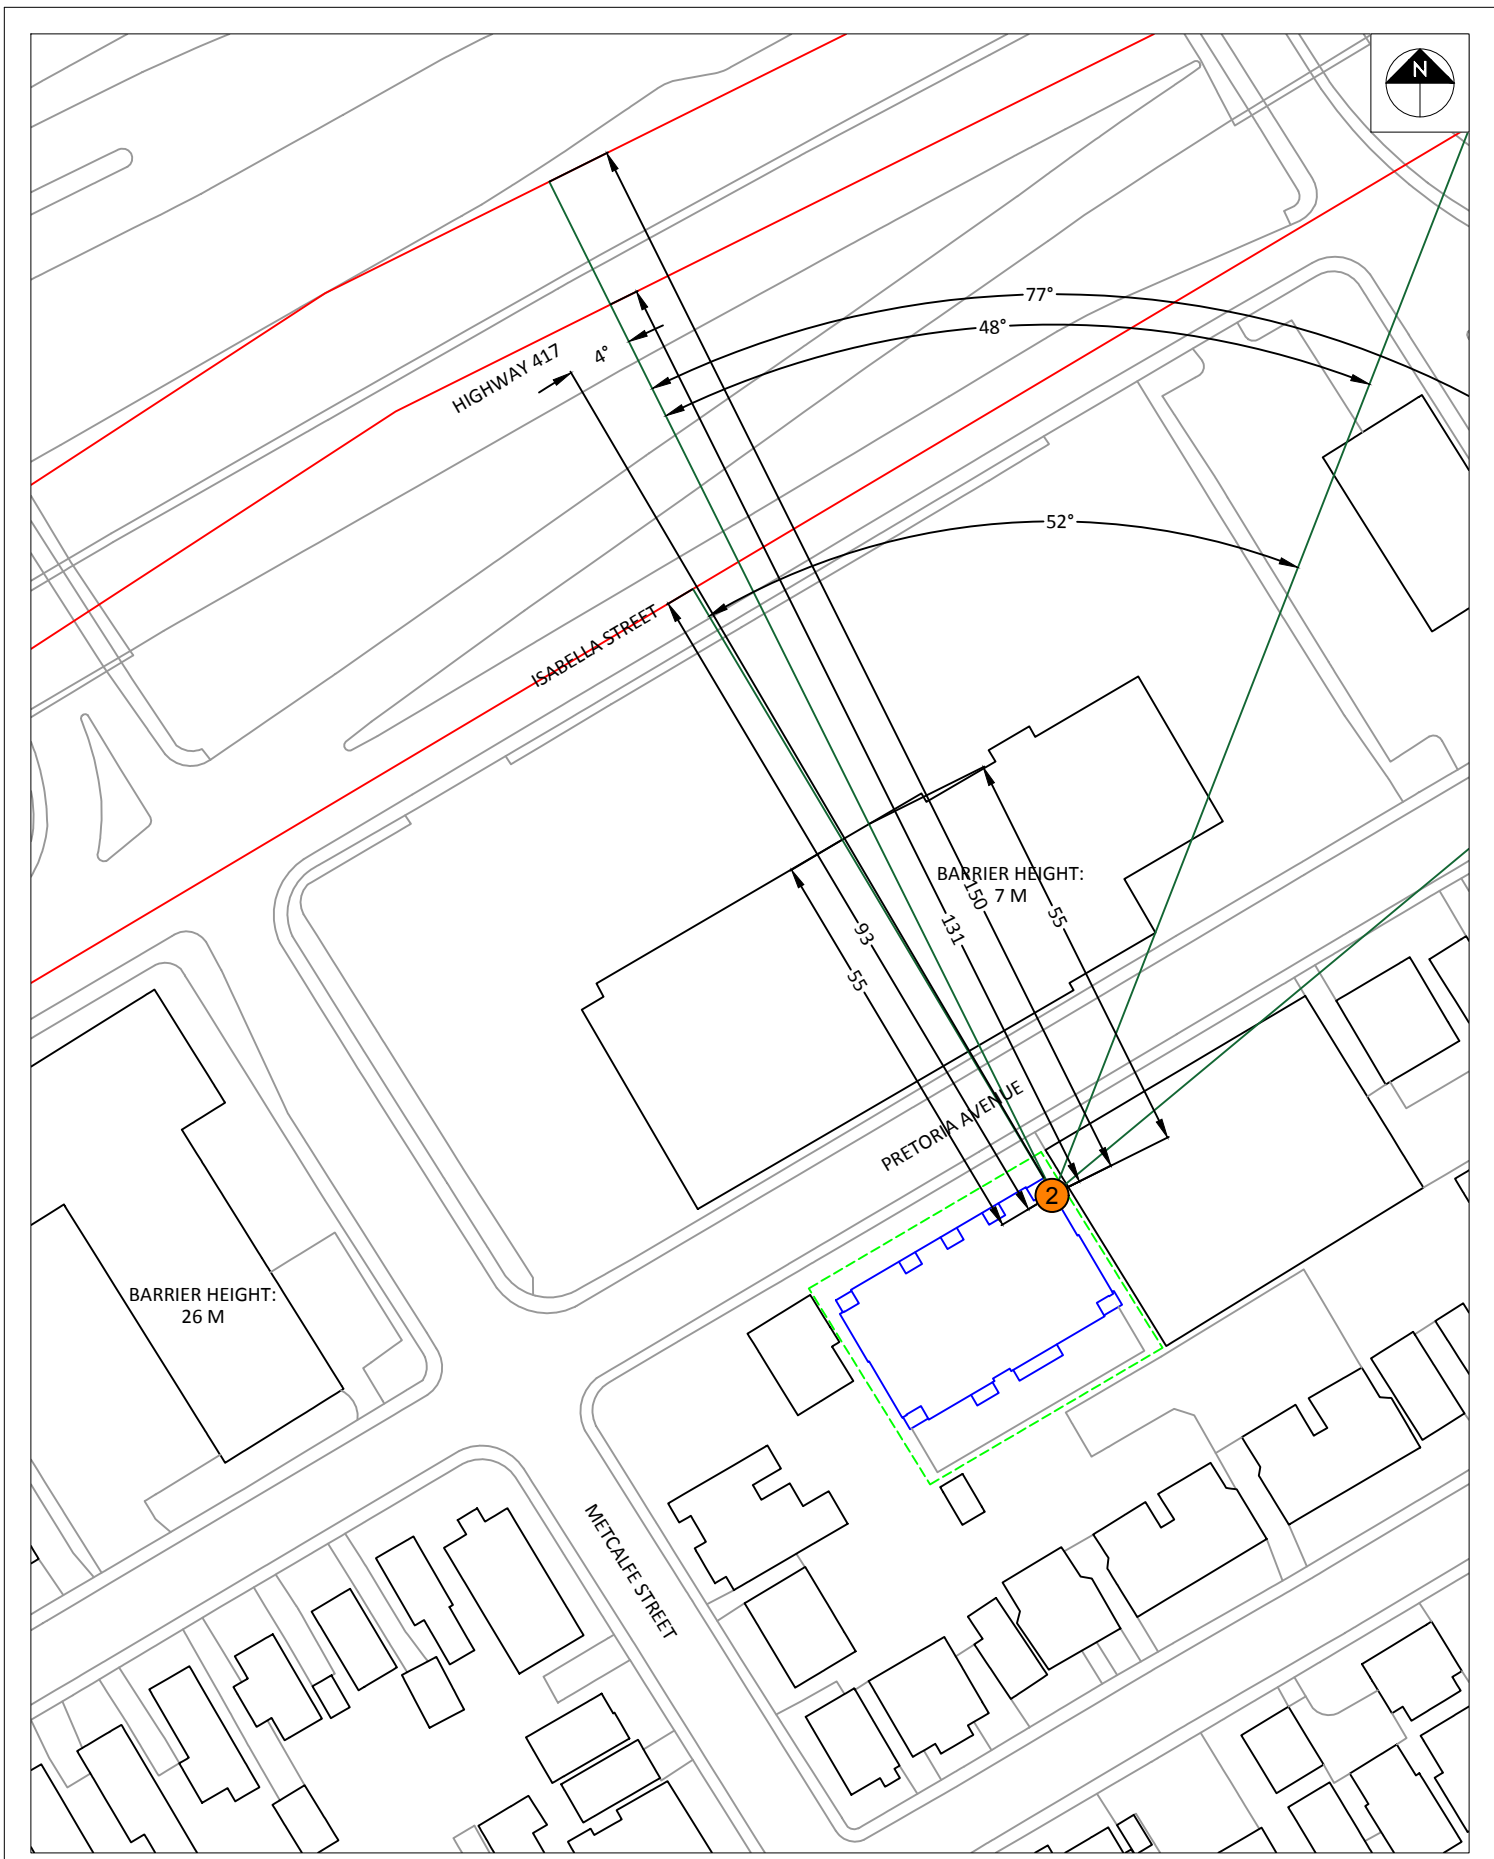 N
77°
48°
HIGHWAY 417
4°
52°
ISABELLA STREET
BARRIER HEIGHT:
7 M
150
131
55
93
55
PRETORIA AVENUE
2
BARRIER HEIGHT:
26 M
METCALFE STREET